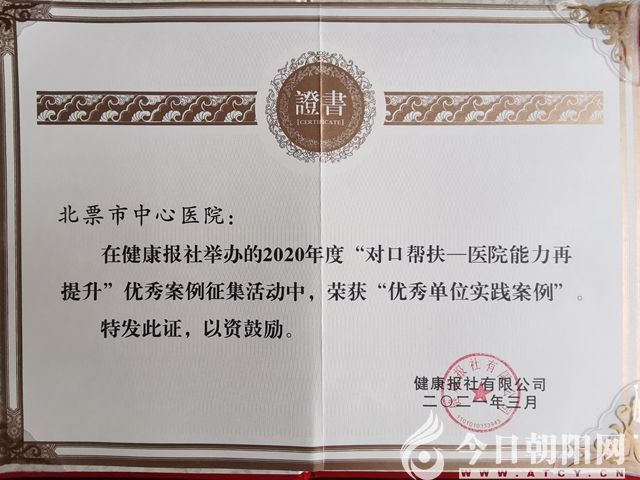 證書
[CERTIFICATE]
北票市中心医院：
在健康报社举办的2020年度“对口帮扶—医院能力再
提升”优秀案例征集活动中，荣获“优秀单位实践案例”。
特发此证，以资鼓励。
健康报社有限公司
二〇二一年三月
今日朝阳网
WWW.ATCY.CN